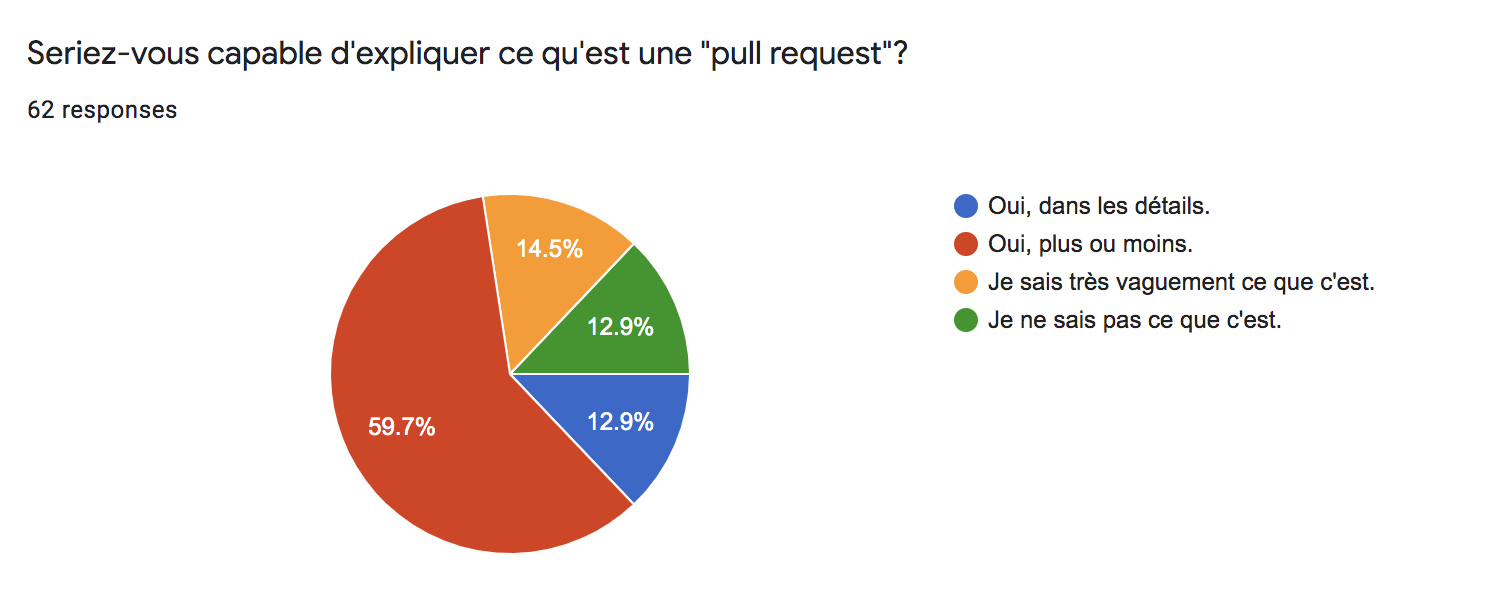 Seriez-vous capable d'expliquer ce qu'est une "pull request"?
62 responses
14.5%
12.9%
12.9%
59.7%
Oui, dans les détails.
Oui, plus ou moins.
Je sais très vaguement ce que c'est.
Je ne sais pas ce que c'est.